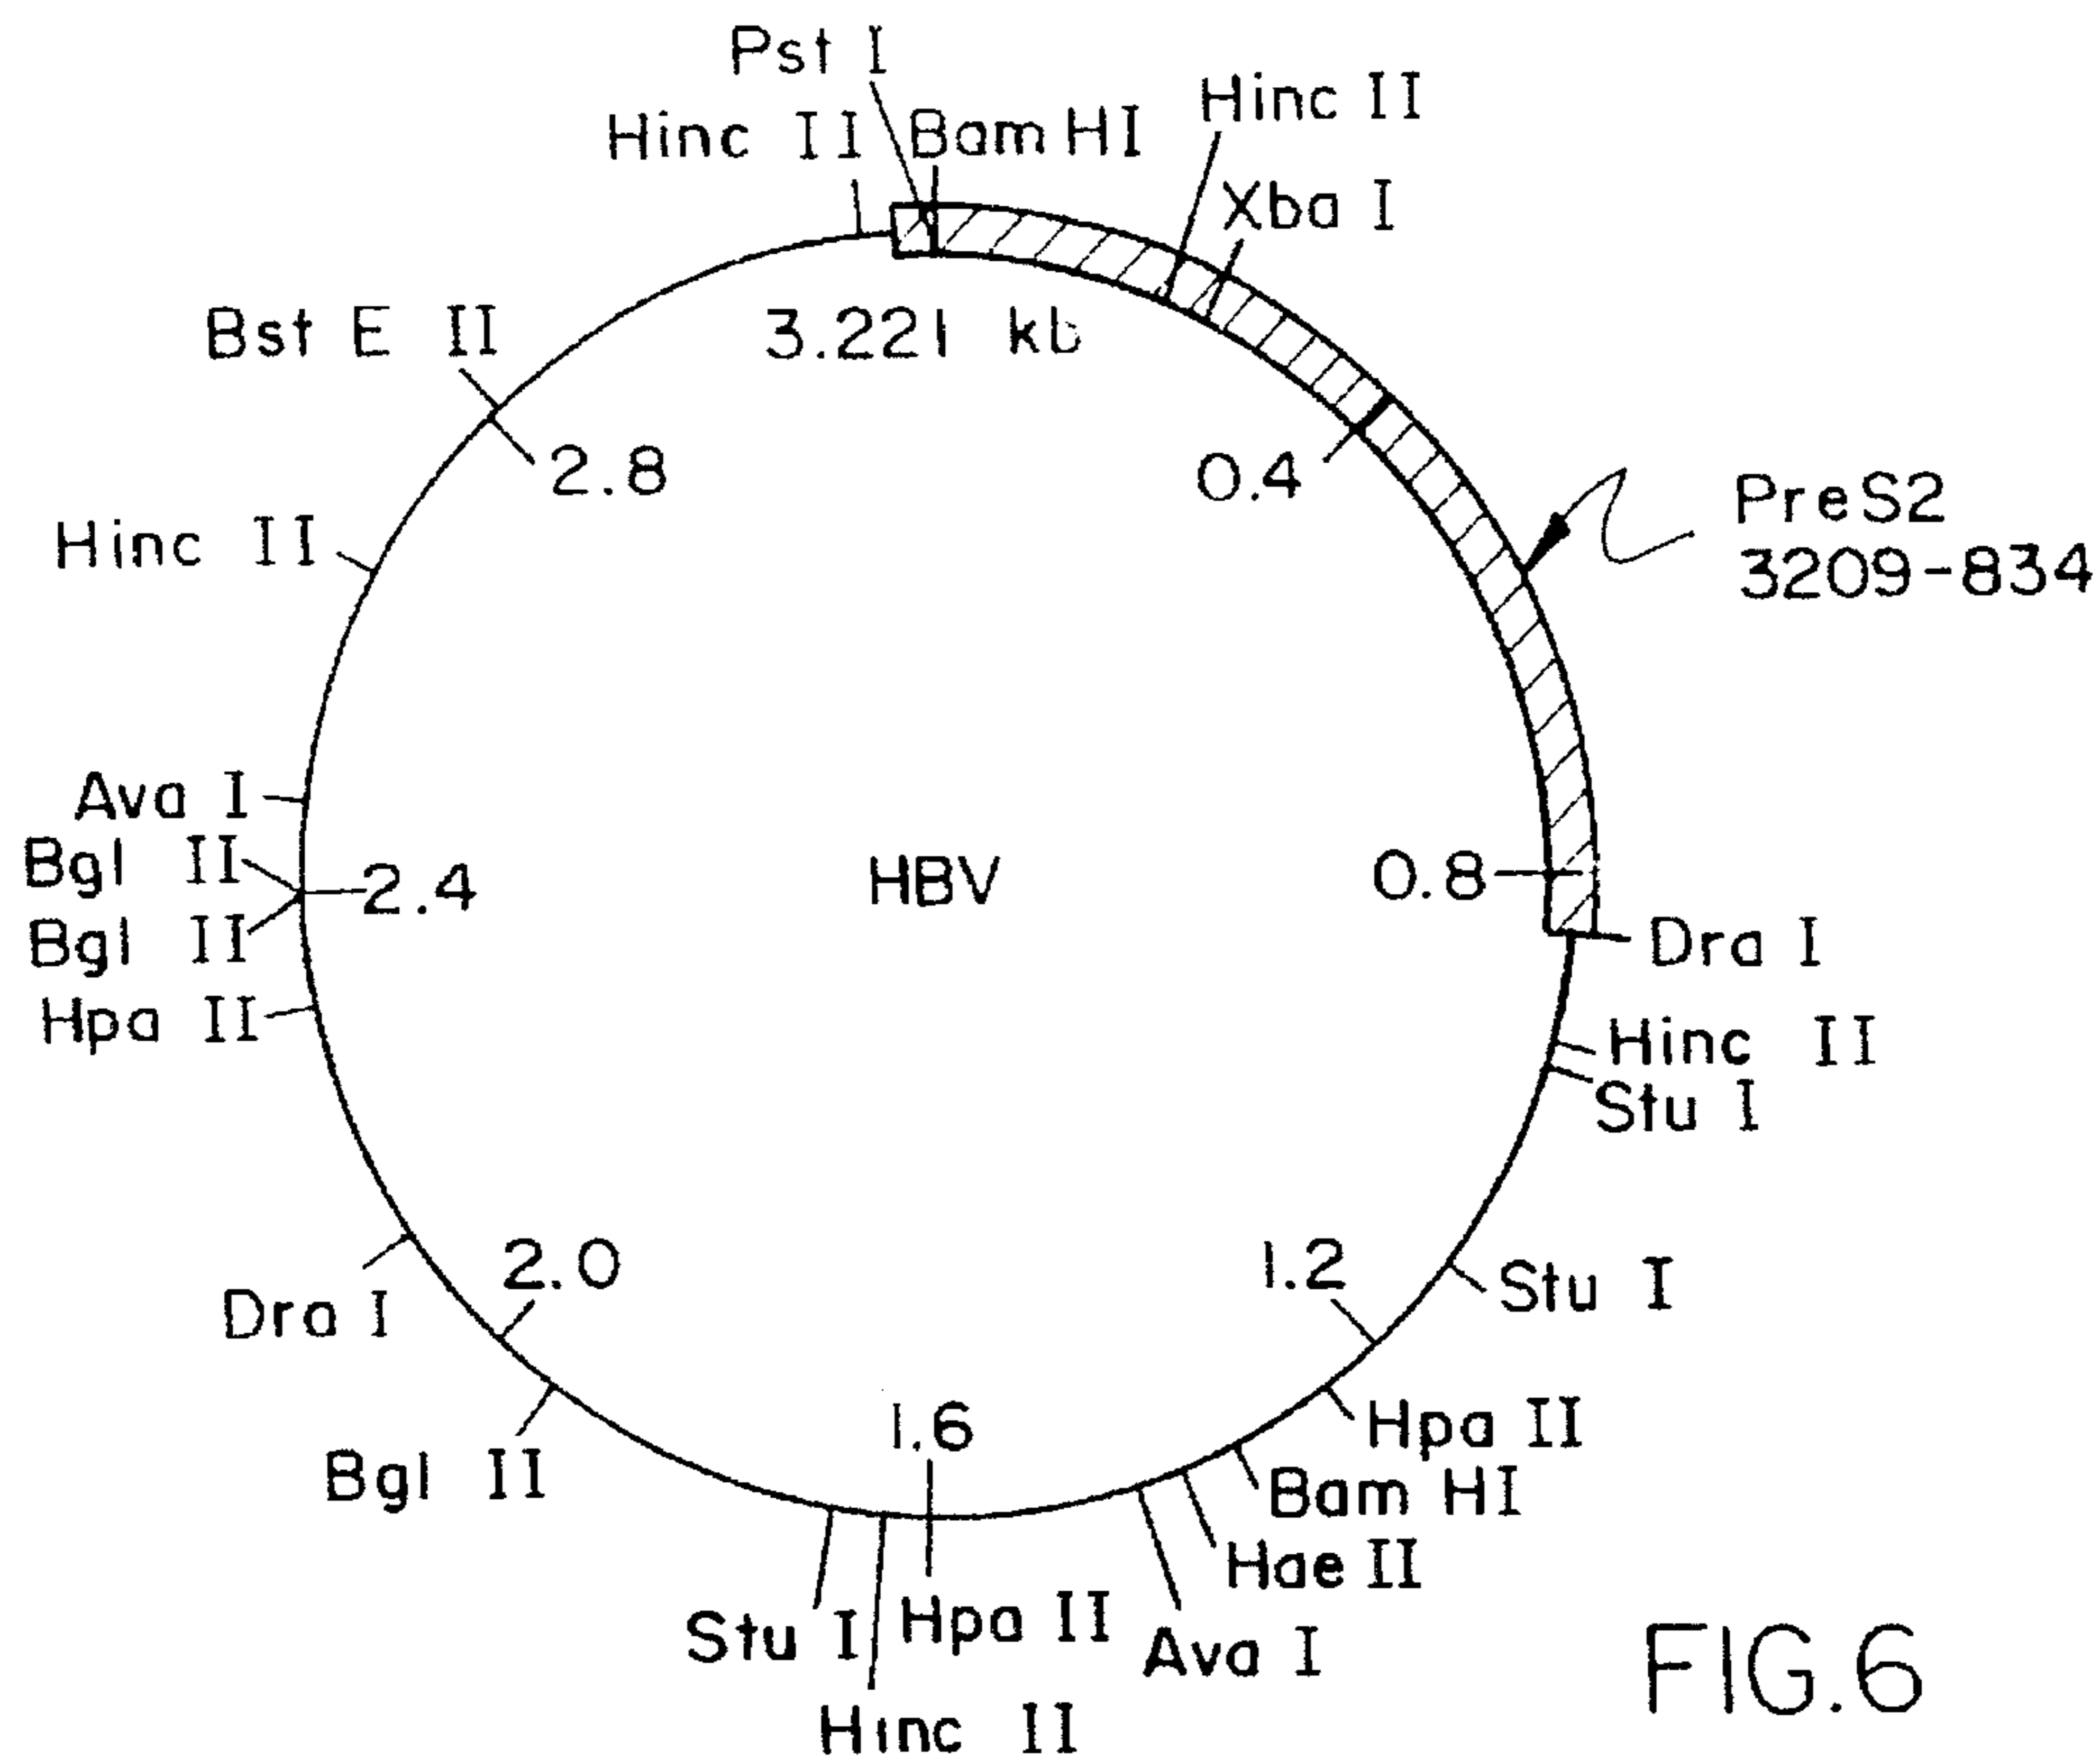 Pst I
Hinc II
Bam HI
Hinc II
Xba I
Bst E II
3.221 kb
2.8
0.4
PreS2
3209-834
Hinc II
Ava I
Bgl II
2.4
HBV
0.8
Bgl II
Dra I
Hpa II
Hinc II
Stu I
2.0
1.2
Stu I
Dra I
Hpa II
1.6
Bgl II
Bam HI
Hae II
Stu I
Hpa II
Ava I
Hinc II
FIG.6